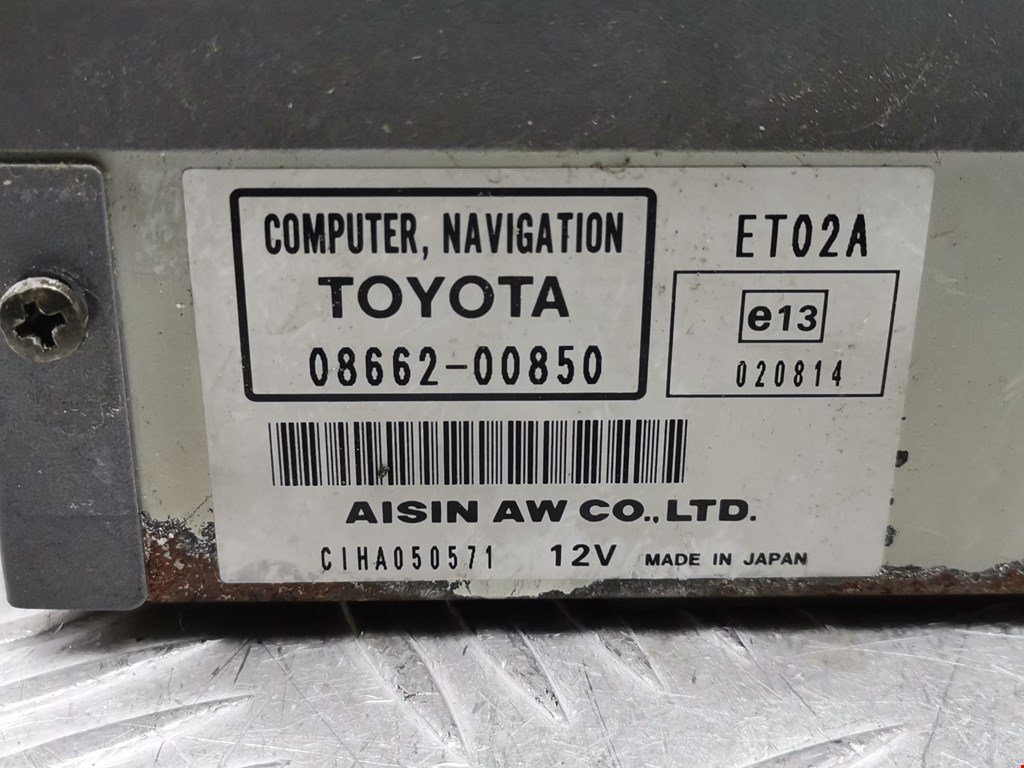 COMPUTER, NAVIGATION
TOYOTA
08662-00850
ET02A
e13
020814
AISIN AW CO.,LTD.
CIHA050571 12V MADE IN JAPAN